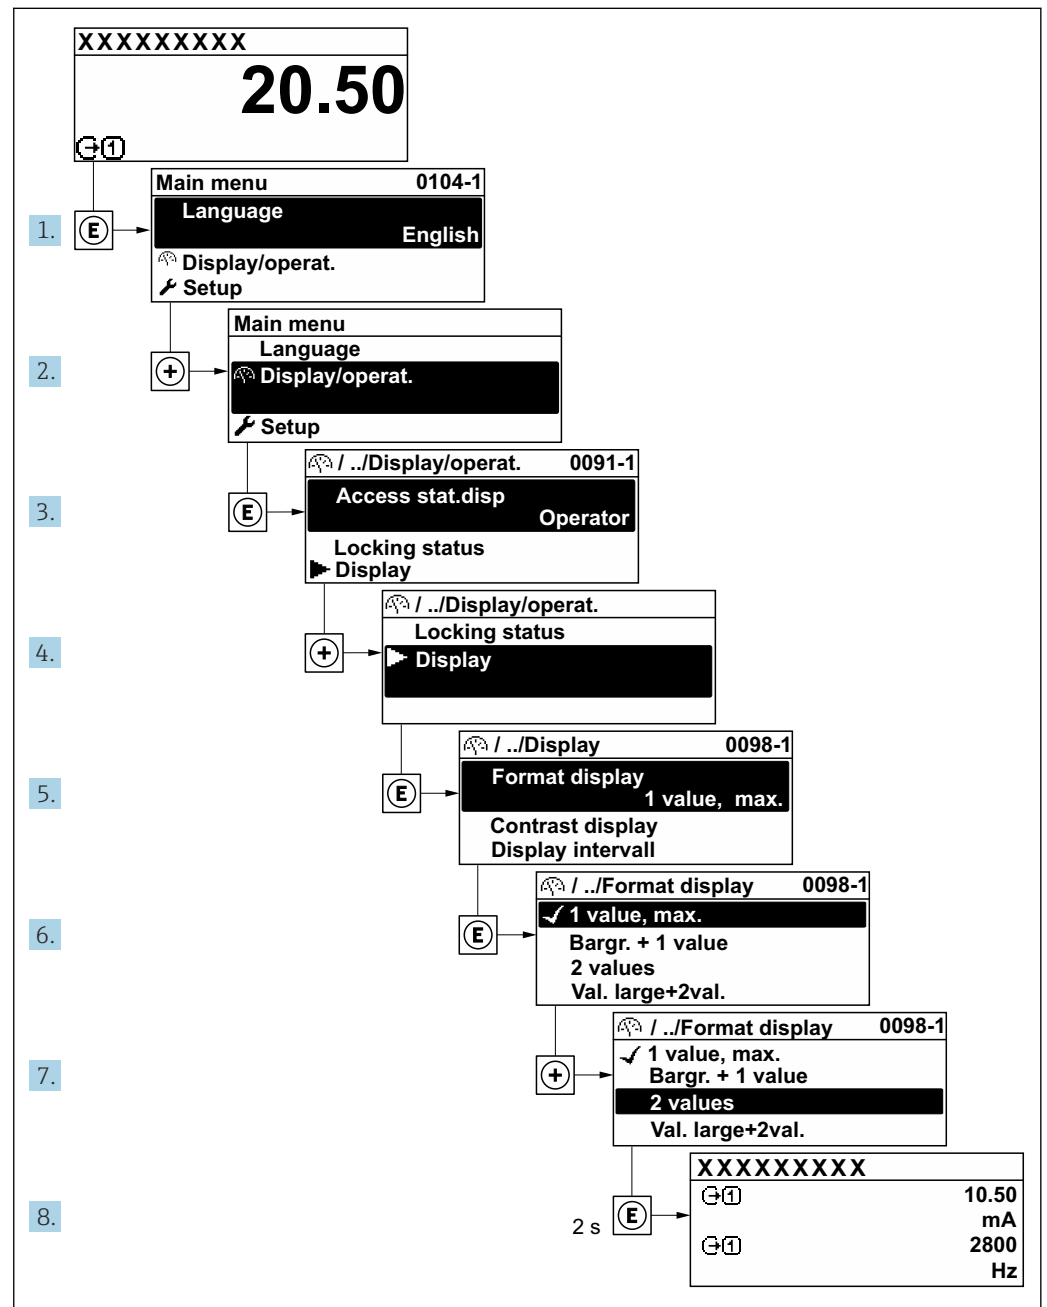 XXXXXXXXX
20.50
1
Main menu 0104-1
1. E Language
English
Display/operat.
Setup
Main menu
Language
2. + Display/operat.
Setup
/ ../Display/operat. 0091-1
Access stat.disp
3. E Operator
Locking status
Display
/ ../Display/operat.
Locking status
4. + Display
/ ../Display 0098-1
Format display
5. E 1 value, max.
Contrast display
Display intervall
/ ../Format display 0098-1
1 value, max.
6. E Bargr. + 1 value
2 values
Val. large+2val.
/ ../Format display 0098-1
1 value, max.
7. + Bargr. + 1 value
2 values
Val. large+2val.
XXXXXXXXX
1 10.50
8. 2 s E mA
1 2800
Hz